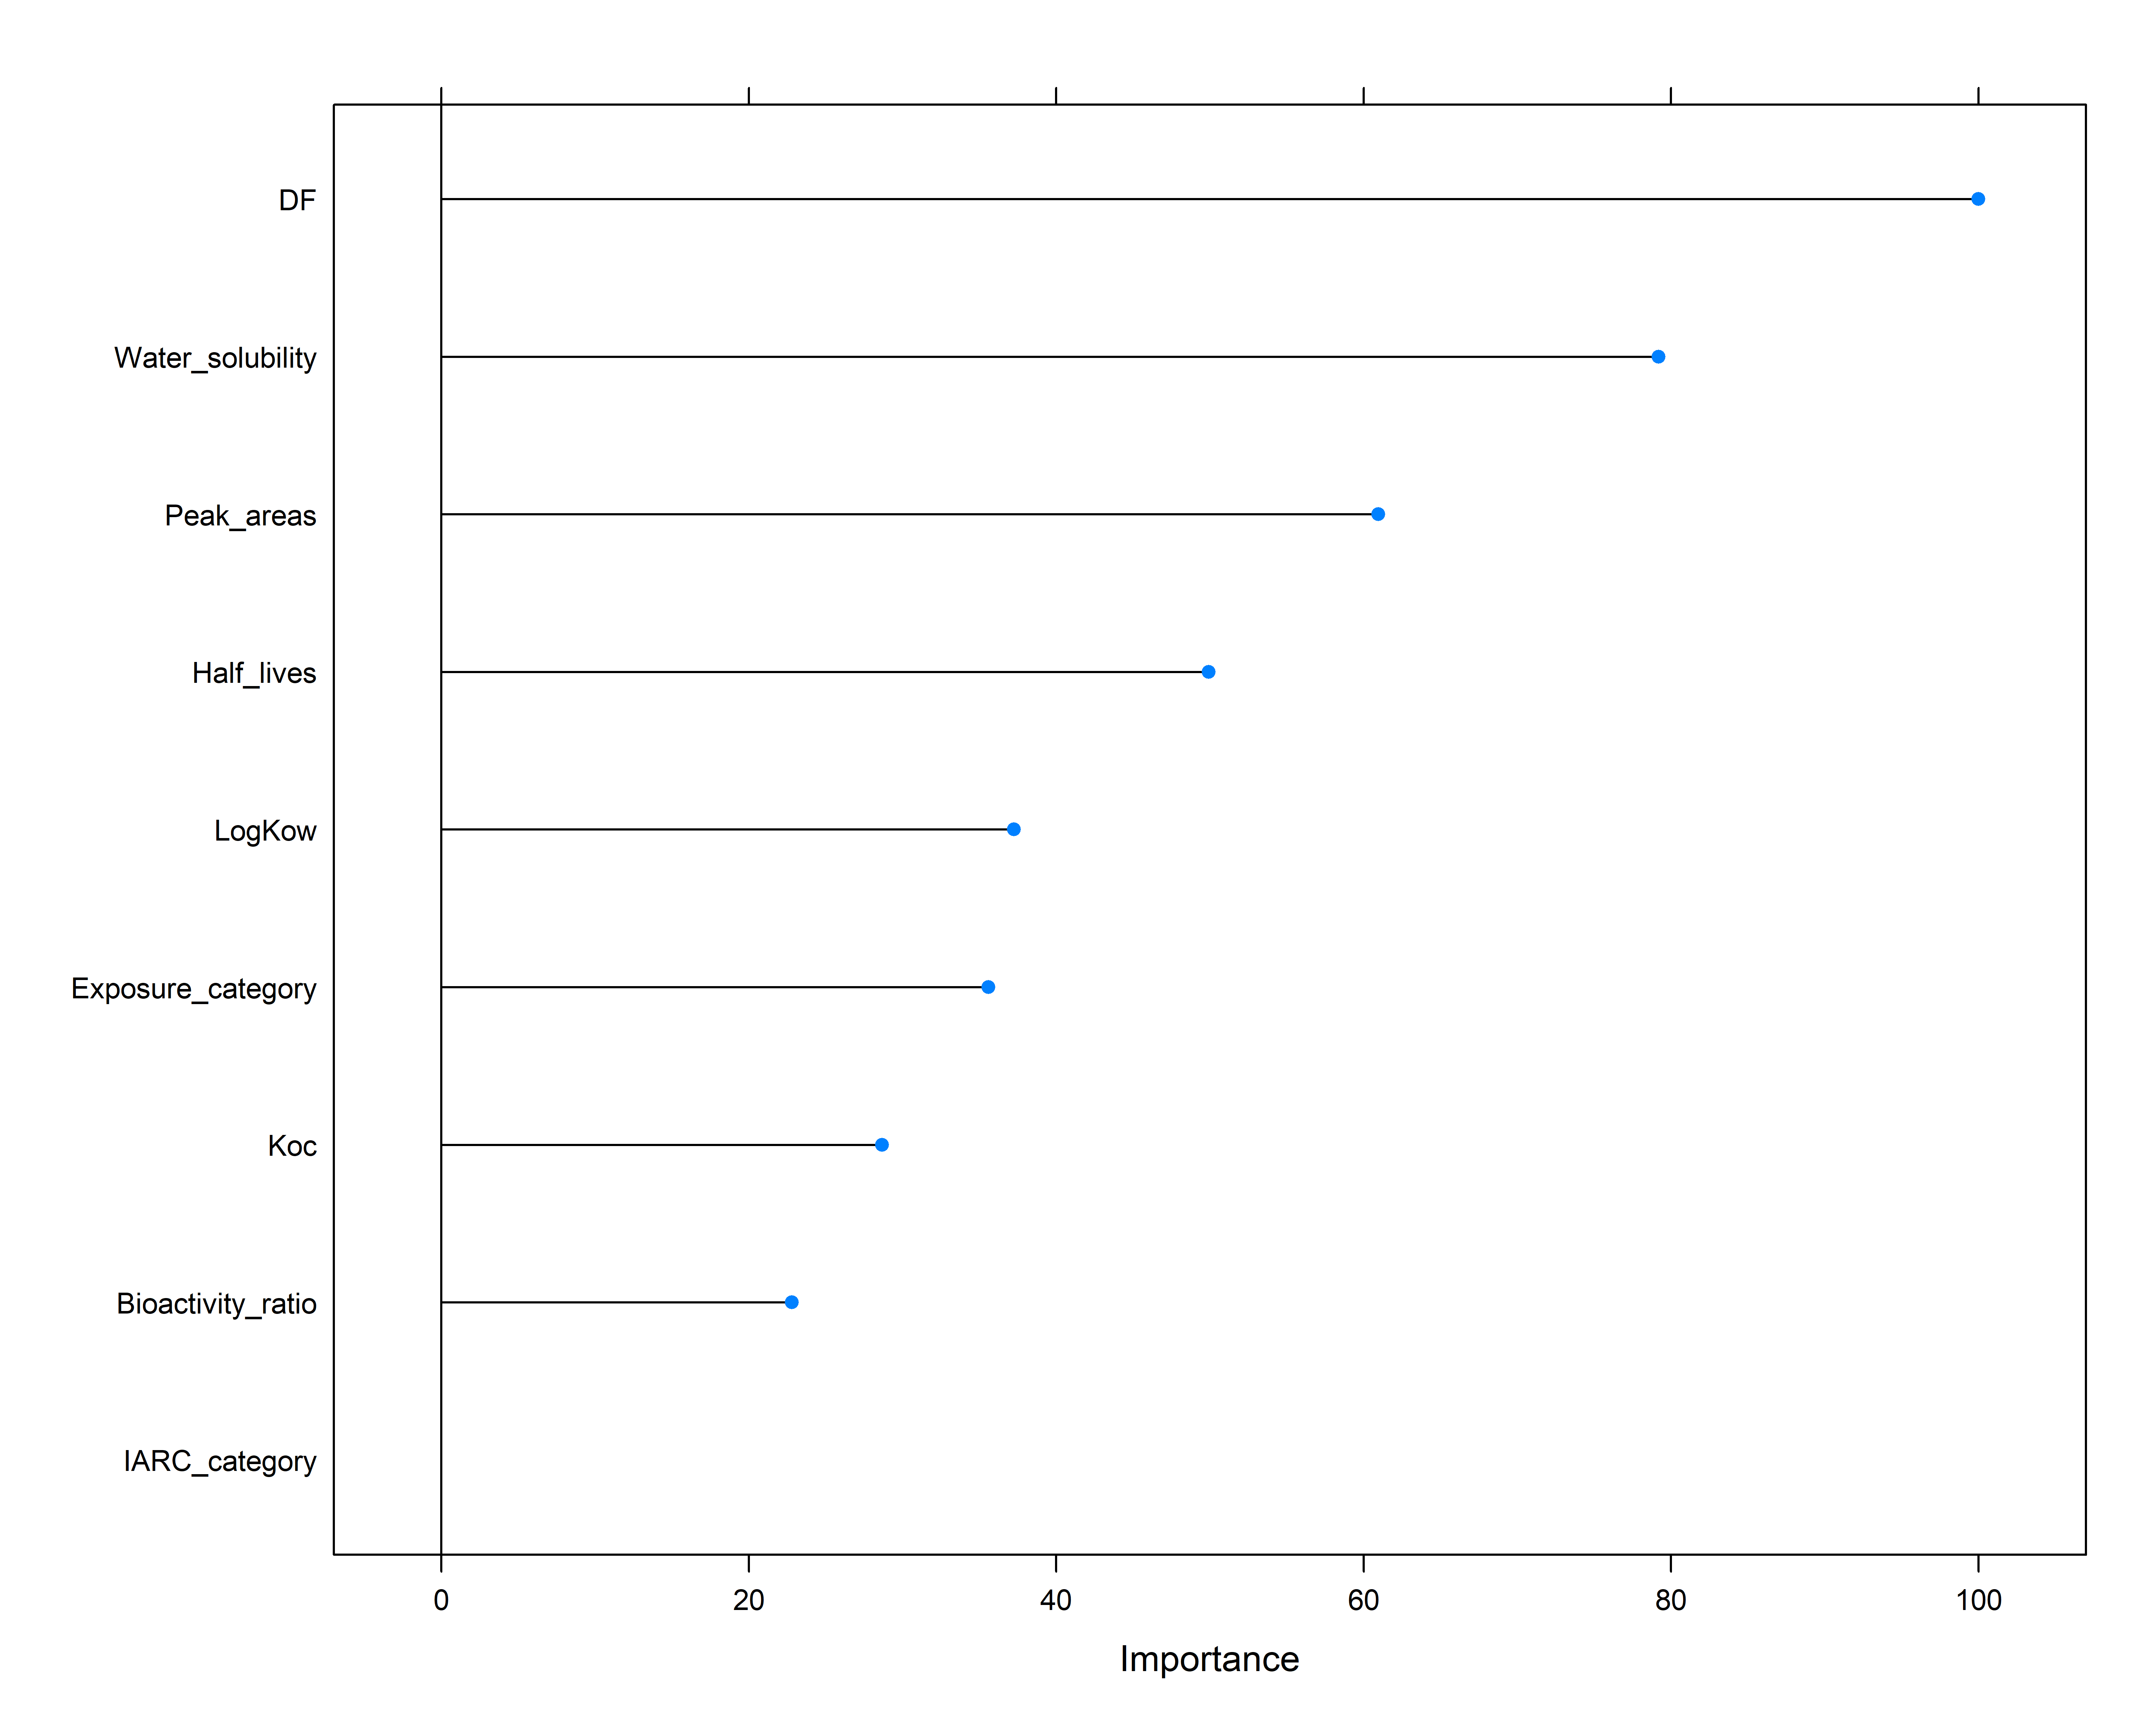 DF
Water_solubility
Peak_areas
Half_lives
LogKow
Exposure_category
Koc
Bioactivity_ratio
IARC_category
0 20 40 60 80 100
Importance